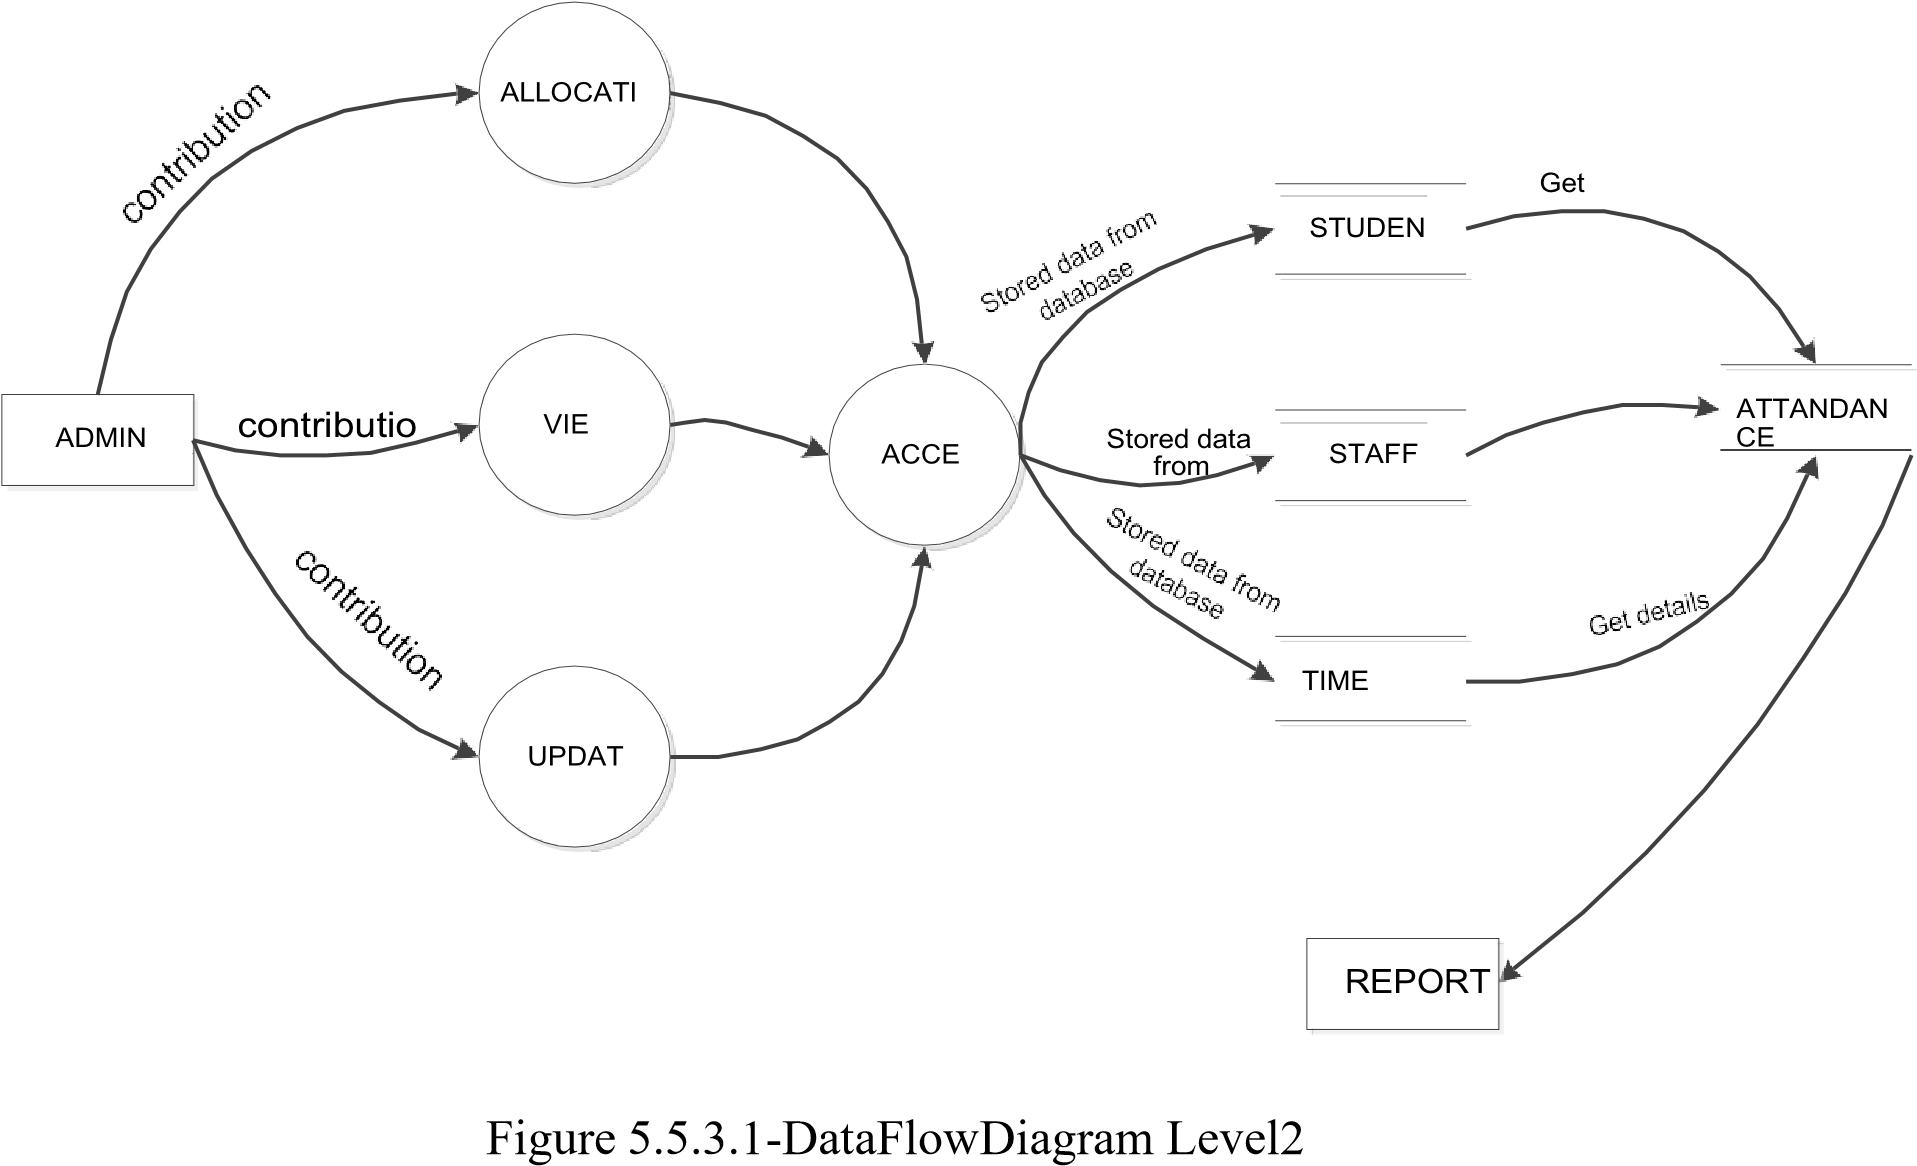 ALLOCATI
contribution
Get
Stored data from
database
STUDEN
ADMIN
contributio
VIE
ACCE
Stored data
from
STAFF
ATTANDAN
CE
contribution
Stored data from
database
Get details
UPDAT
TIME
REPORT
Figure 5.5.3.1-DataFlowDiagram Level2